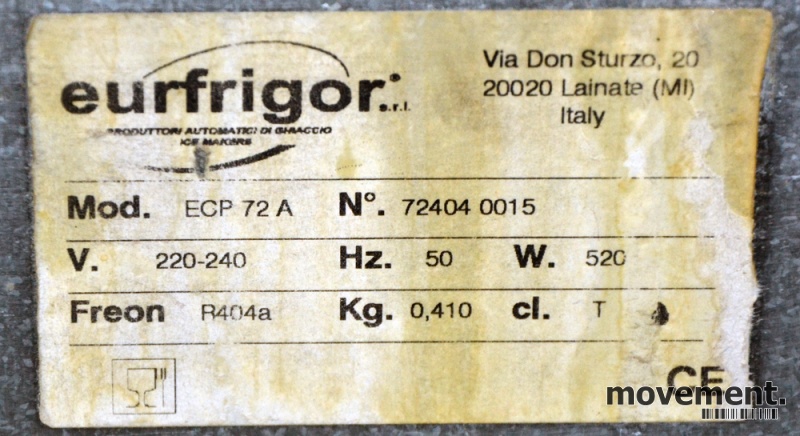 eurfrigor® s.r.l.
PRODUTTORI AUTOMATICI DI GHIACCIO
ICE MAKERS
Via Don Sturzo, 20
20020 Lainate (MI)
Italy
Mod. ECP 72 A N°. 72404 0015
V. 220-240 Hz. 50 W. 520
Freon R404a Kg. 0,410 cl. T
CE
movement.